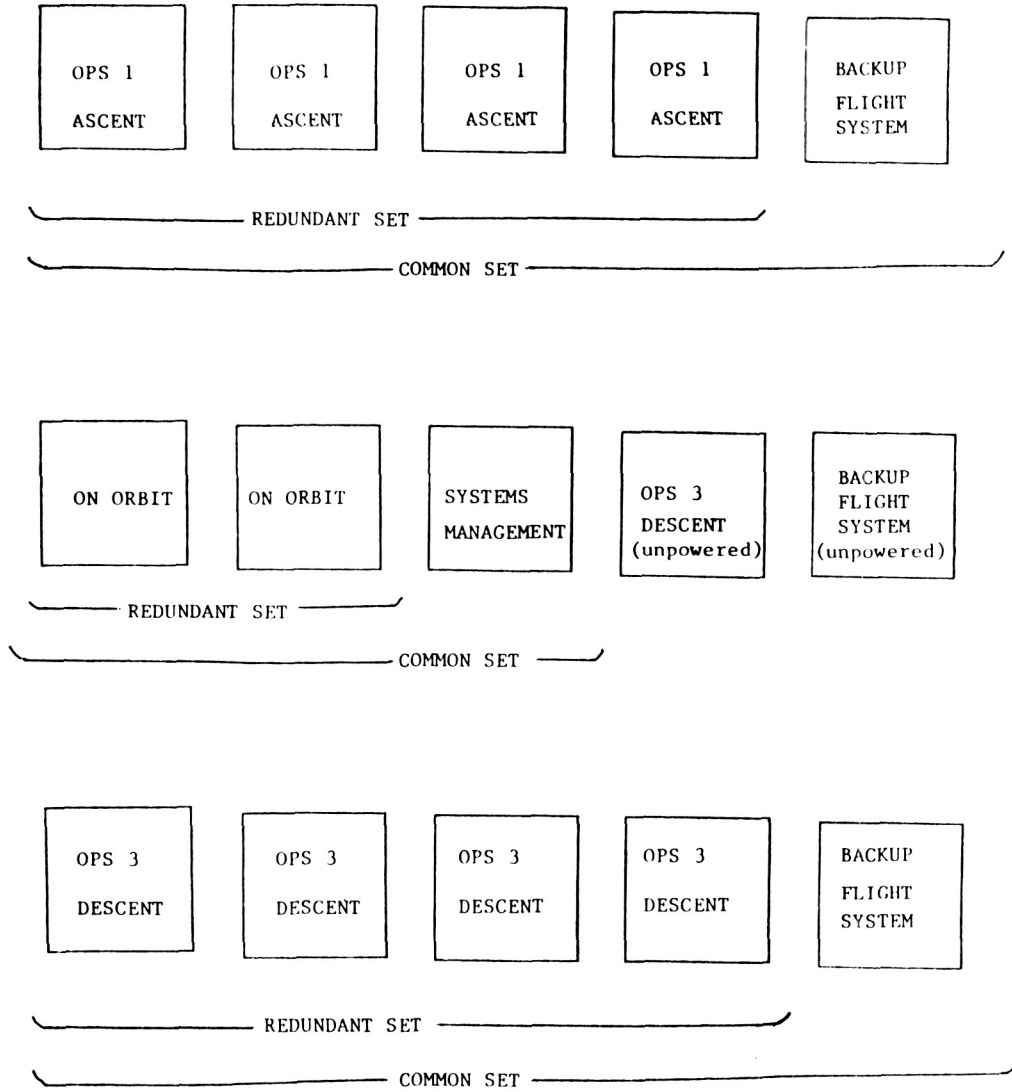 OPS 1
ASCENT
OPS 1
ASCENT
OPS 1
ASCENT
OPS 1
ASCENT
BACKUP
FLIGHT
SYSTEM
REDUNDANT SET
COMMON SET
ON ORBIT
ON ORBIT
SYSTEMS
MANAGEMENT
OPS 3
DESCENT
(unpowered)
BACKUP
FLIGHT
SYSTEM
(unpowered)
REDUNDANT SET
COMMON SET
OPS 3
DESCENT
OPS 3
DESCENT
OPS 3
DESCENT
OPS 3
DESCENT
BACKUP
FLIGHT
SYSTEM
REDUNDANT SET
COMMON SET